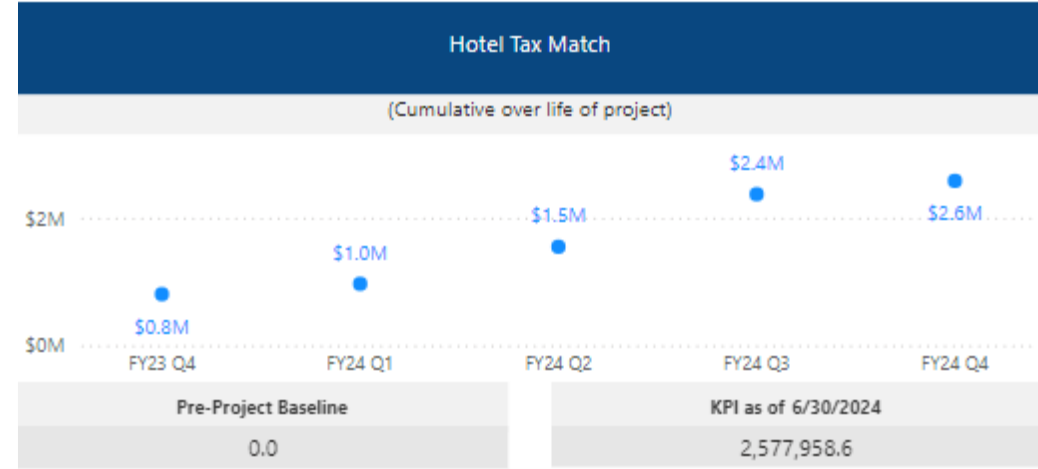 Hotel Tax Match
(Cumulative over life of project)
$2.4M
$2M $1.5M $2.6M
$1.0M
$0.8M
$0M
FY23 Q4 FY24 Q1 FY24 Q2 FY24 Q3 FY24 Q4
Pre-Project Baseline KPI as of 6/30/2024
0.0 2,577,958.6